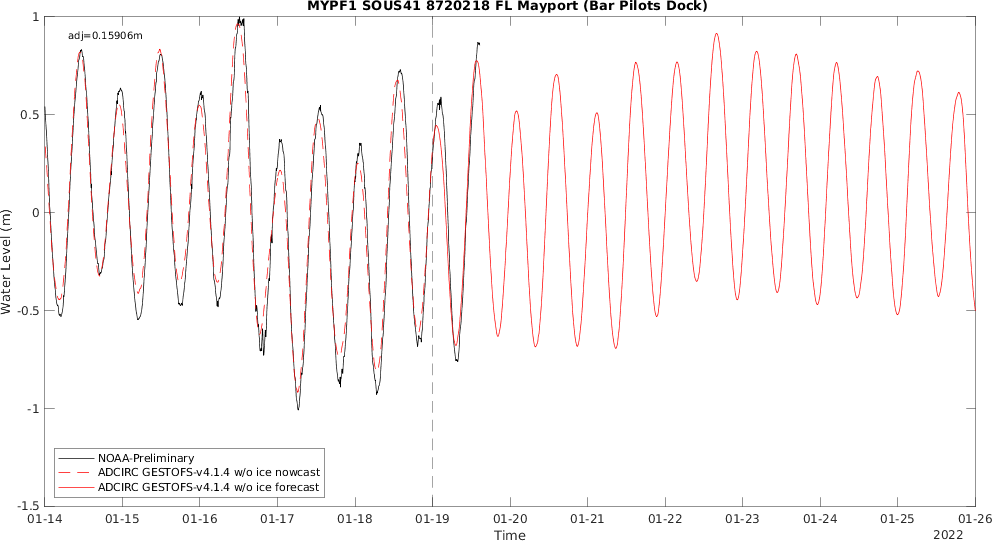 MYPF1 SOUS41 8720218 FL Mayport (Bar Pilots Dock)
adj=0.15906m
1
0.5
0
-0.5
-1
-1.5
Water Level (m)
NOAA-Preliminary
ADCIRC GESTOFS-v4.1.4 w/o ice nowcast
ADCIRC GESTOFS-v4.1.4 w/o ice forecast
01-14 01-15 01-16 01-17 01-18 01-19 01-20 01-21 01-22 01-23 01-24 01-25 01-26
Time
2022